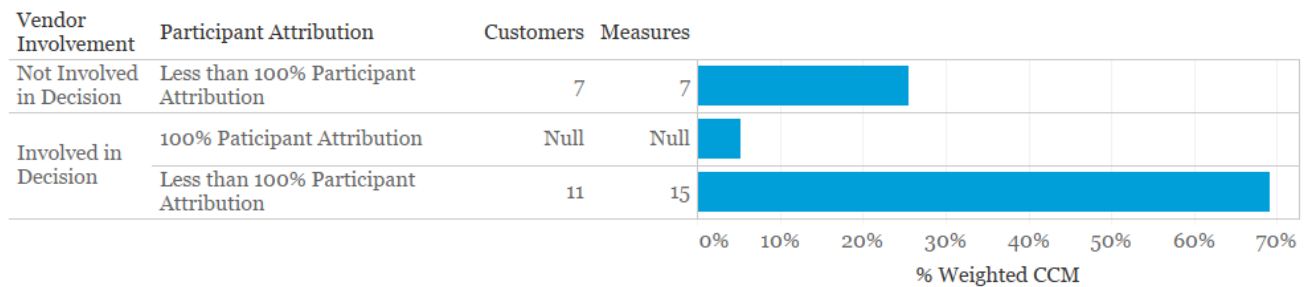 Vendor
Involvement Participant Attribution Customers Measures
Not Involved Less than 100% Participant
in Decision Attribution 7 7
100% Paticipant Attribution Null Null
Involved in
Decision
Less than 100% Participant
Attribution 11 15
0% 10% 20% 30% 40% 50% 60% 70%
% Weighted CCM